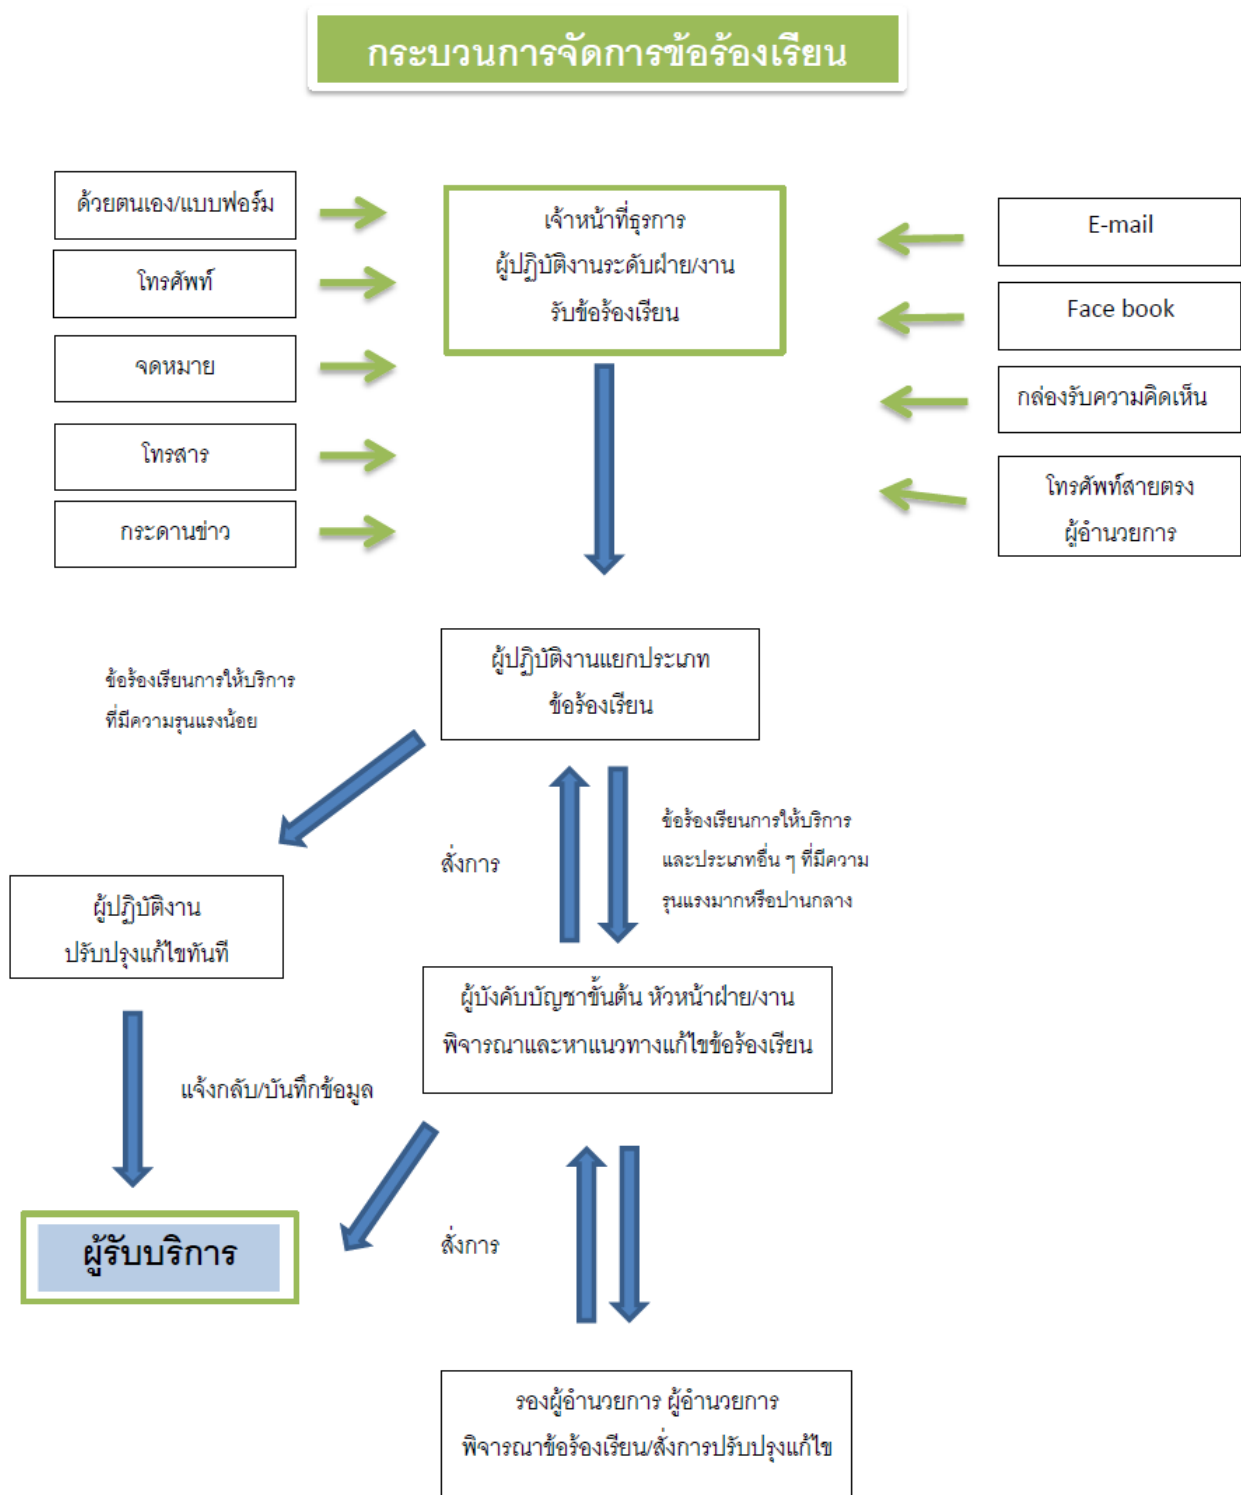 กระบวนการจัดการข้อร้องเรียน
ด้วยตนเอง/แบบฟอร์ม
โทรศัพท์
จดหมาย
โทรสาร
กระดานข่าว
เจ้าหน้าที่ธุรการ
ผู้ปฏิบัติงานระดับฝ่าย/งาน
รับข้อร้องเรียน
E-mail
Face book
กล่องรับความคิดเห็น
โทรศัพท์สายตรง
ผู้อำนวยการ
ผู้ปฏิบัติงานแยกประเภท
ข้อร้องเรียน
ข้อร้องเรียนการให้บริการ
ที่มีความรุนแรงน้อย
สั่งการ
ข้อร้องเรียนการให้บริการ
และประเภทอื่น ๆ ที่มีความ
รุนแรงมากหรือปานกลาง
ผู้ปฏิบัติงาน
ปรับปรุงแก้ไขทันที
ผู้บังคับบัญชาขั้นต้น หัวหน้าฝ่าย/งาน
พิจารณาและหาแนวทางแก้ไขข้อร้องเรียน
แจ้งกลับ/บันทึกข้อมูล
ผู้รับบริการ
สั่งการ
รองผู้อำนวยการ ผู้อำนวยการ
พิจารณาข้อร้องเรียน/สั่งการปรับปรุงแก้ไข